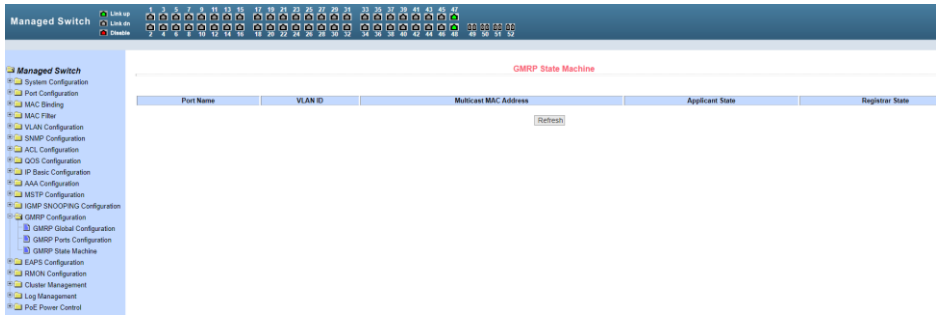 Managed Switch
Link up
Link dn
Disable
1 3 5 7 9 11 13 15 17 19 21 23 25 27 29 31 33 35 37 39 41 43 45 47
2 4 6 8 10 12 14 16 18 20 22 24 26 28 30 32 34 36 38 40 42 44 46 48 49 50 51 52
Managed Switch
System Configuration
Port Configuration
MAC Binding
MAC Filter
VLAN Configuration
SNMP Configuration
ACL Configuration
QOS Configuration
IP Basic Configuration
AAA Configuration
MSTP Configuration
IGMP SNOOPING Configuration
GMRP Configuration
GMRP Global Configuration
GMRP Ports Configuration
GMRP State Machine
EAPS Configuration
RMON Configuration
Cluster Management
Log Management
PoE Power Control
GMRP State Machine
Port Name VLAN ID Multicast MAC Address Applicant State Registrar State
Refresh